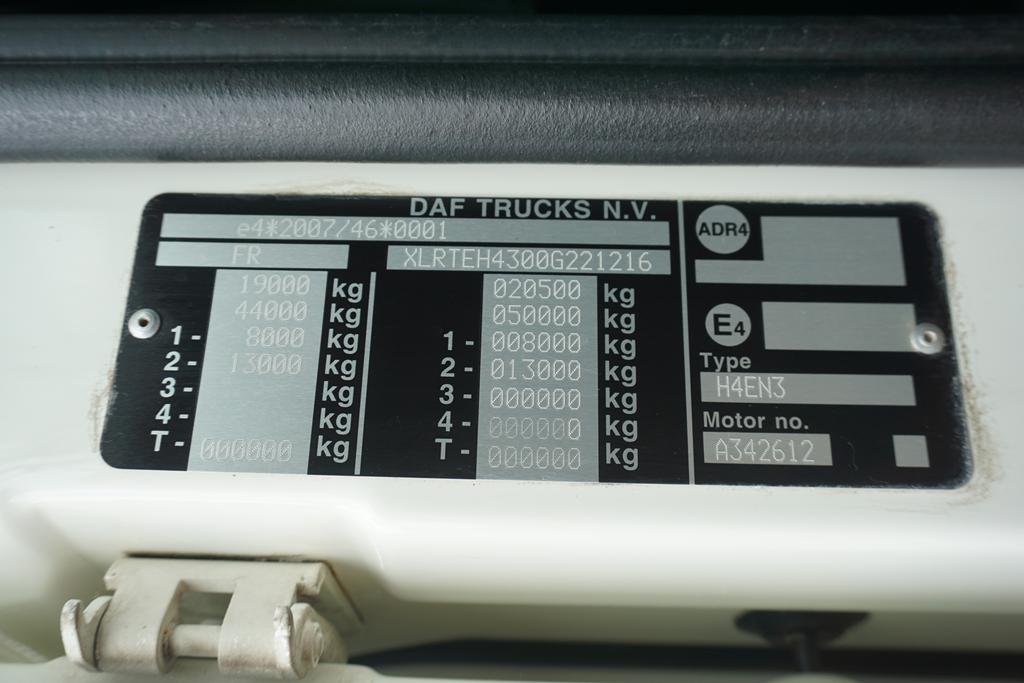 DAF TRUCKS N.V.
e4*2007/46*0001
FR XLRTEH4300G221216
19000 kg 020500 kg
44000 kg 050000 kg
1- 8000 kg 1- 008000 kg
2- 13000 kg 2- 013000 kg
3- kg 3- 000000 kg
4- kg 4- 000000 kg
T- 000000 kg T- 000000 kg
ADR4
E4
Type
H4EN3
Motor no.
A342612